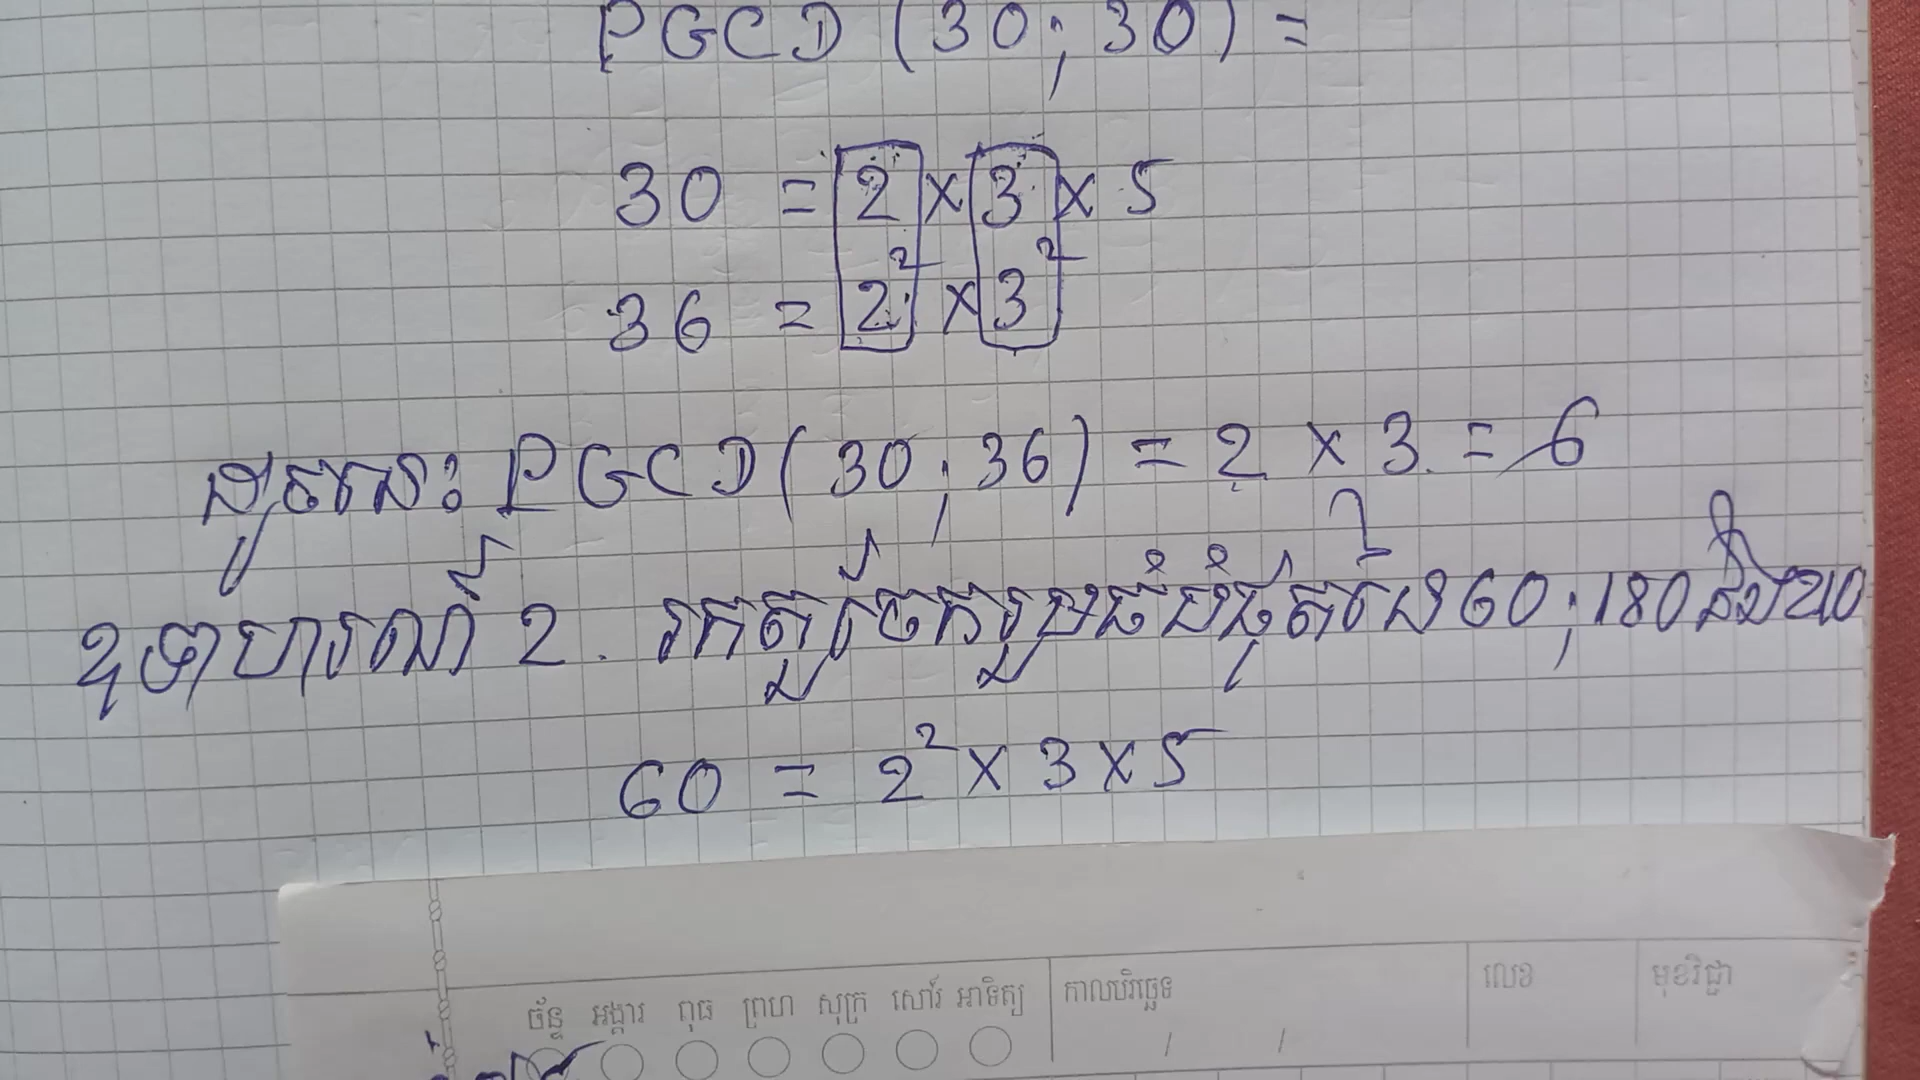 PGCD (30 ; 30) =
30 = 2 × 3 × 5
36 = 2² × 3²
ដូចនេះ PGCD (30 ; 36) = 2 × 3 = 6
ឧទាហរណ៍ 2. រកតួចែករួមធំបំផុតនៃ 60 ; 180 និង
60 = 2² × 3 × 5
ច័ន្ទ អង្គារ ពុធ ព្រហ សុក្រ សៅរ៍ អាទិត្យ កាលបរិច្ឆេទ លេខ មុខវិជ្ជា
/ /